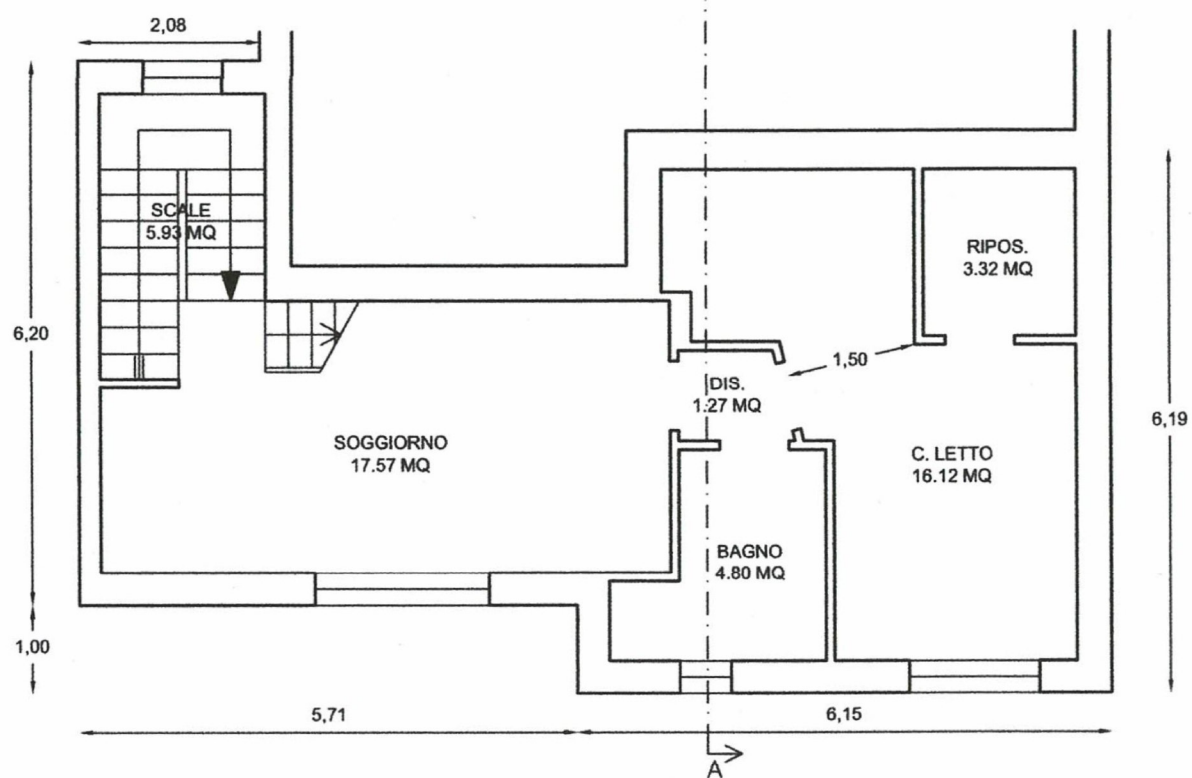 2,08
SCALE
5.93 MQ
RIPOS.
3.32 MQ
6,20
1,50
DIS.
1.27 MQ
6,19
SOGGIORNO
17.57 MQ
C. LETTO
16.12 MQ
BAGNO
4.80 MQ
1,00
5,71
6,15
A